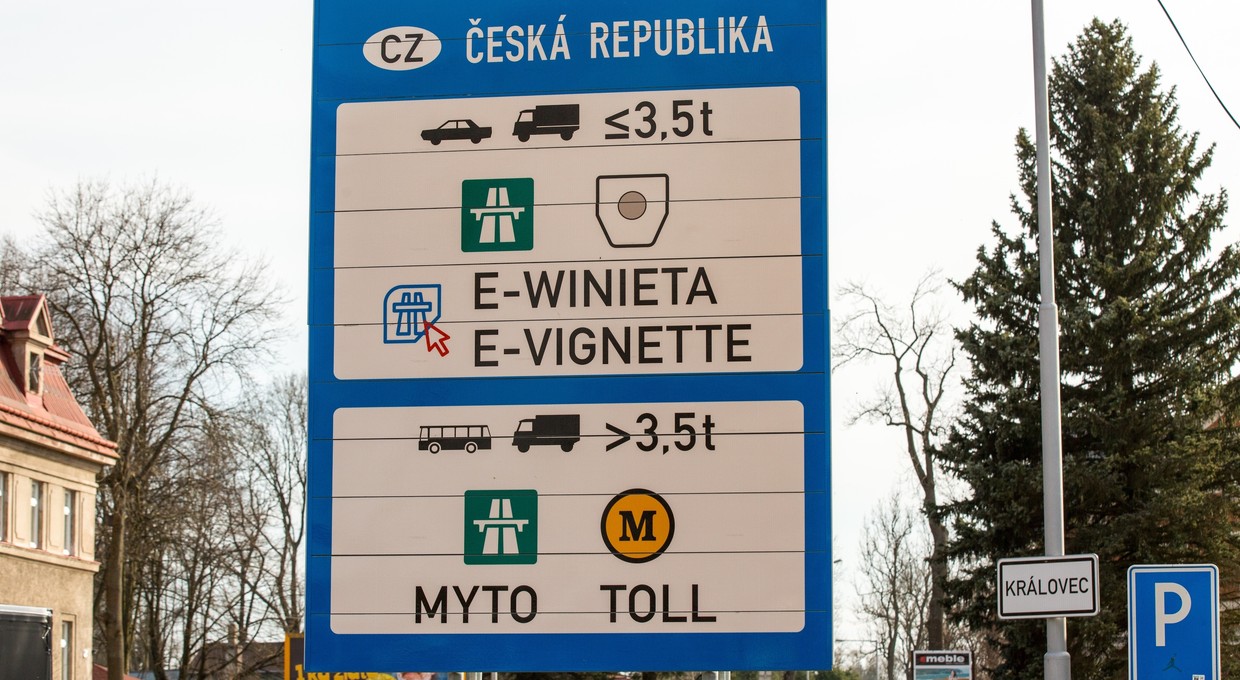 CZ ČESKÁ REPUBLIKA
≤3,5t
E-WINIETA
E-VIGNETTE
>3,5t
M
MYTO TOLL
KRÁLOVEC
P
meble